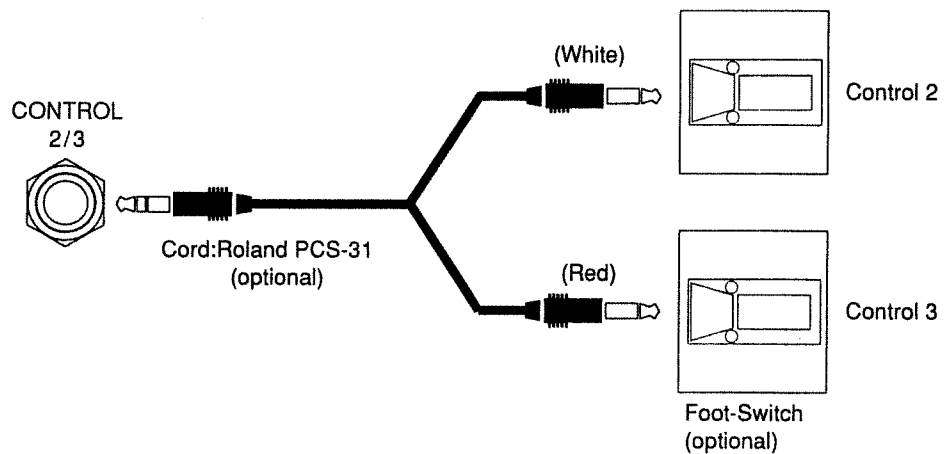 CONTROL
2/3
Cord:Roland PCS-31
(optional)
(White)
Control 2
(Red)
Control 3
Foot-Switch
(optional)